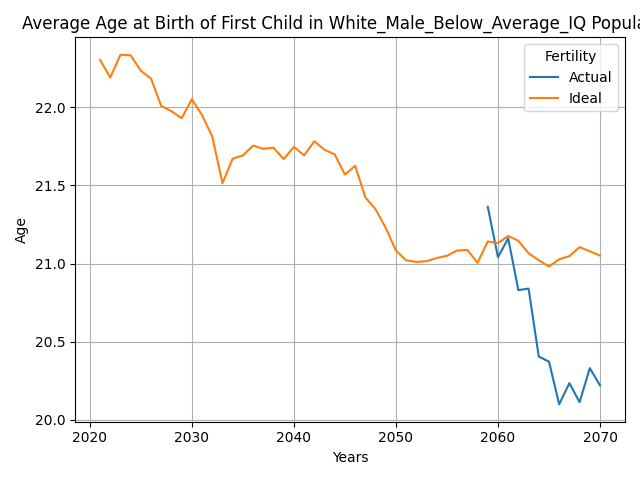 Average Age at Birth of First Child in White_Male_Below_Average_IQ Popula
Fertility
Actual
Ideal
22.0
21.5
21.0
20.5
20.0
Age
2020 2030 2040 2050 2060 2070
Years